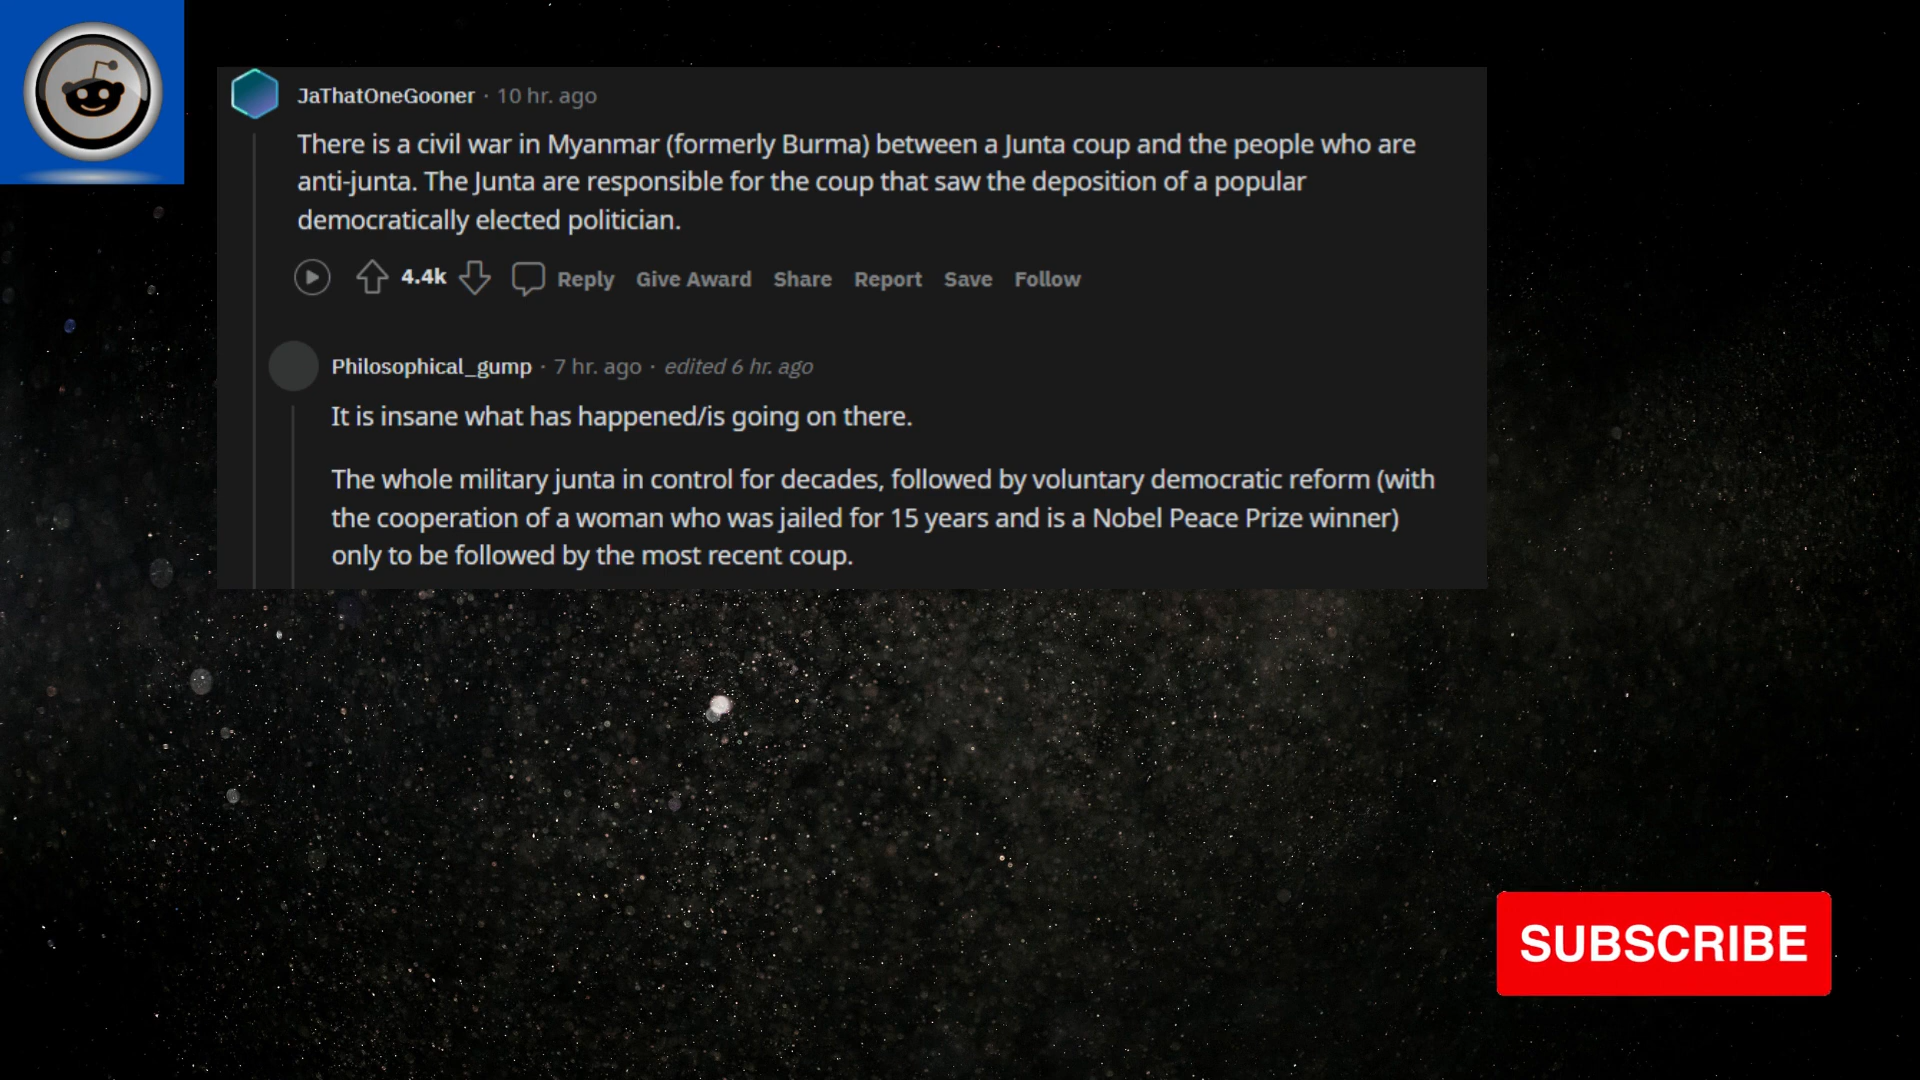 JaThatOneGooner · 10 hr. ago
There is a civil war in Myanmar (formerly Burma) between a Junta coup and the people who are
anti-junta. The Junta are responsible for the coup that saw the deposition of a popular
democratically elected politician.
4.4k Reply Give Award Share Report Save Follow
Philosophical_gump · 7 hr. ago · edited 6 hr. ago
It is insane what has happened/is going on there.
The whole military junta in control for decades, followed by voluntary democratic reform (with
the cooperation of a woman who was jailed for 15 years and is a Nobel Peace Prize winner)
only to be followed by the most recent coup.
SUBSCRIBE